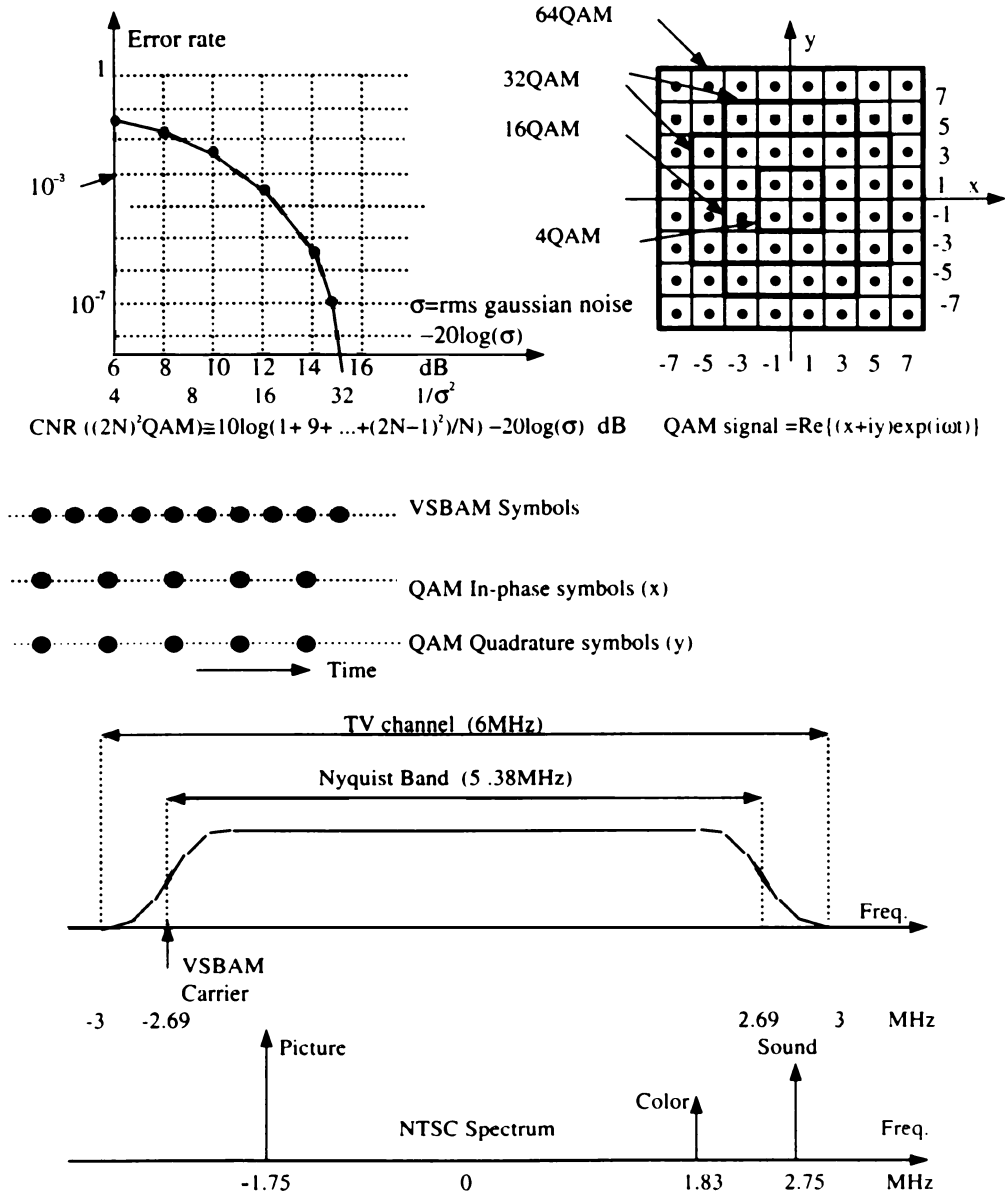 Error rate
1
10-3
10-7
σ=rms gaussian noise
−20log(σ)
6 8 10 12 14 16 dB
4 8 16 32 1/σ2
CNR ((2N)2QAM)≅10log(1+ 9+ ...+(2N−1)2)/N) −20log(σ) dB
64QAM
32QAM
16QAM
4QAM
y
x
7
5
3
1
-1
-3
-5
-7
-7 -5 -3 -1 1 3 5 7
QAM signal =Re{(x+iy)exp(iωt)}
VSBAM Symbols
QAM In-phase symbols (x)
QAM Quadrature symbols (y)
Time
TV channel (6MHz)
Nyquist Band (5 .38MHz)
Freq.
VSBAM
Carrier
-3 -2.69 2.69 3 MHz
Picture
Sound
Color
NTSC Spectrum
Freq.
-1.75 0 1.83 2.75 MHz